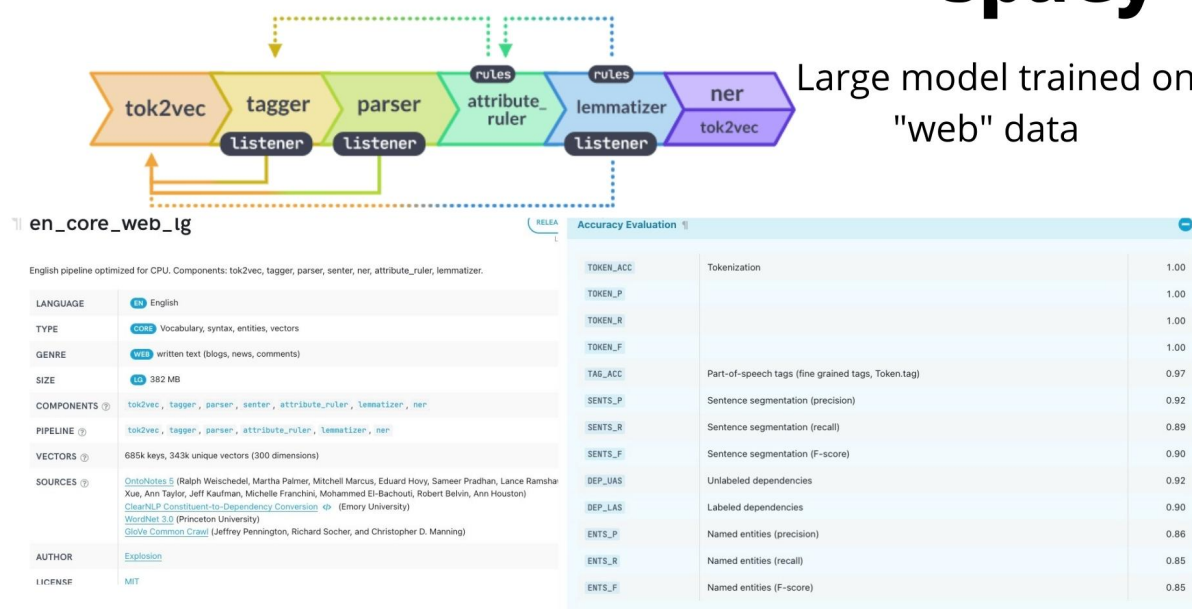 spaCy
Large model trained on
"web" data
rules
rules
tok2vec
tagger
parser
attribute_
ruler
lemmatizer
ner
tok2vec
listener
listener
listener
¶ en_core_web_lg
RELEA
English pipeline optimized for CPU. Components: tok2vec, tagger, parser, senter, ner, attribute_ruler, lemmatizer.
LANGUAGE EN English
TYPE CORE Vocabulary, syntax, entities, vectors
GENRE WEB written text (blogs, news, comments)
SIZE LG 382 MB
COMPONENTS ? tok2vec, tagger, parser, senter, attribute_ruler, lemmatizer, ner
PIPELINE ? tok2vec, tagger, parser, attribute_ruler, lemmatizer, ner
VECTORS ? 685k keys, 343k unique vectors (300 dimensions)
SOURCES ? OntoNotes 5 (Ralph Weischedel, Martha Palmer, Mitchell Marcus, Eduard Hovy, Sameer Pradhan, Lance Ramsha
Xue, Ann Taylor, Jeff Kaufman, Michelle Franchini, Mohammed El-Bachouti, Robert Belvin, Ann Houston)
ClearNLP Constituent-to-Dependency Conversion </> (Emory University)
WordNet 3.0 (Princeton University)
GloVe Common Crawl (Jeffrey Pennington, Richard Socher, and Christopher D. Manning)
AUTHOR Explosion
LICENSE MIT
Accuracy Evaluation ¶
TOKEN_ACC Tokenization 1.00
TOKEN_P 1.00
TOKEN_R 1.00
TOKEN_F 1.00
TAG_ACC Part-of-speech tags (fine grained tags, Token.tag) 0.97
SENTS_P Sentence segmentation (precision) 0.92
SENTS_R Sentence segmentation (recall) 0.89
SENTS_F Sentence segmentation (F-score) 0.90
DEP_UAS Unlabeled dependencies 0.92
DEP_LAS Labeled dependencies 0.90
ENTS_P Named entities (precision) 0.86
ENTS_R Named entities (recall) 0.85
ENTS_F Named entities (F-score) 0.85